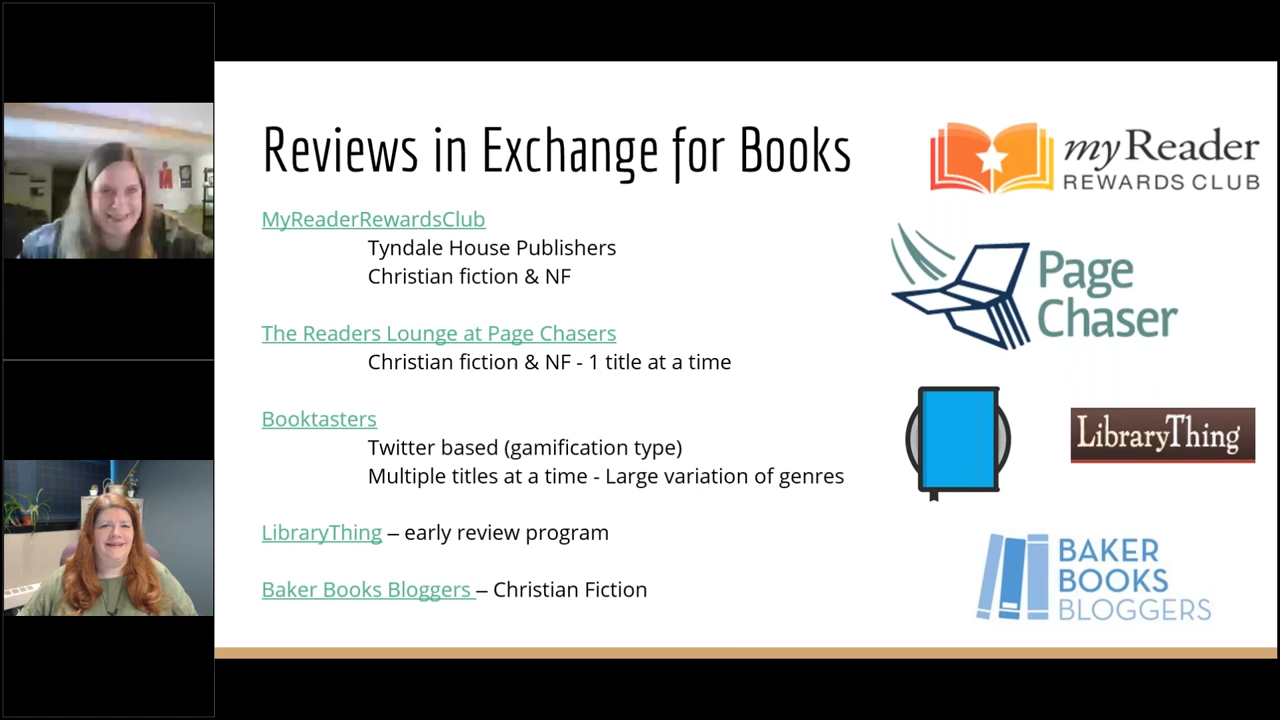 Reviews in Exchange for Books
MyReaderRewardsClub
Tyndale House Publishers
Christian fiction & NF
The Readers Lounge at Page Chasers
Christian fiction & NF - 1 title at a time
Booktasters
Twitter based (gamification type)
Multiple titles at a time - Large variation of genres
LibraryThing – early review program
Baker Books Bloggers – Christian Fiction
my Reader
REWARDS CLUB
Page
Chaser
LibraryThing
BAKER
BOOKS
BLOGGERS